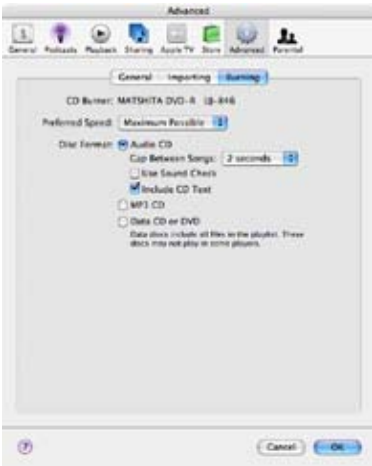 Advanced
General Podcasts Playback Sharing Apple TV Store Advanced Parental
General Importing Burning
CD Burner: MATSHITA DVD-R
Preferred Speed: Maximum Possible
Disc Format: Audio CD
Gap Between Songs: 2 seconds
Use Sound Check
Include CD Text
MP3 CD
Data CD or DVD
Data discs include all files in the playlist. These
discs may not play in some players.
? Cancel OK